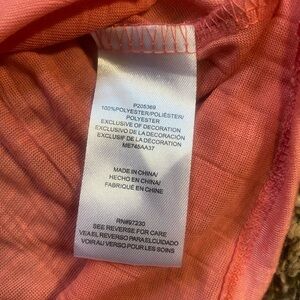 P205369
100%POLYESTER/POLIÉSTER/
POLYESTER
EXCLUSIVE OF DECORATION
EXCLUSIVO DE LA DECORACIÓN
EXCLUSIF DE LA DÉCORATION
ME745AA37
MADE IN CHINA/
HECHO EN CHINA/
FABRIQUÉ EN CHINE
RN#97230
SEE REVERSE FOR CARE
VEA EL REVERSO PARA EL CUIDADO
VOIR AU VERSO POUR LES SOINS